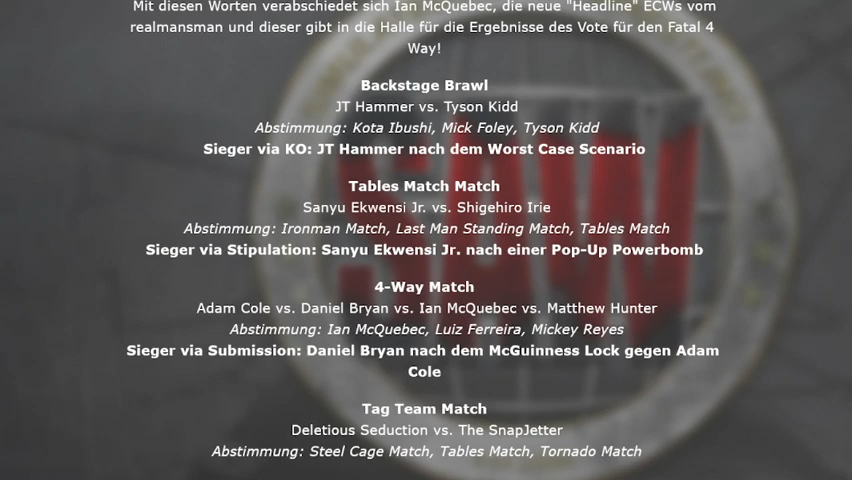 Mit diesen Worten verabschiedet sich Ian McQuebec, die neue "Headline" ECWs vom
realmansman und dieser gibt in die Halle für die Ergebnisse des Vote für den Fatal 4
Way!
Backstage Brawl
JT Hammer vs. Tyson Kidd
Abstimmung: Kota Ibushi, Mick Foley, Tyson Kidd
Sieger via KO: JT Hammer nach dem Worst Case Scenario
Tables Match Match
Sanyu Ekwensi Jr. vs. Shigehiro Irie
Abstimmung: Ironman Match, Last Man Standing Match, Tables Match
Sieger via Stipulation: Sanyu Ekwensi Jr. nach einer Pop-Up Powerbomb
4-Way Match
Adam Cole vs. Daniel Bryan vs. Ian McQuebec vs. Matthew Hunter
Abstimmung: Ian McQuebec, Luiz Ferreira, Mickey Reyes
Sieger via Submission: Daniel Bryan nach dem McGuinness Lock gegen Adam
Cole
Tag Team Match
Deletious Seduction vs. The SnapJetter
Abstimmung: Steel Cage Match, Tables Match, Tornado Match